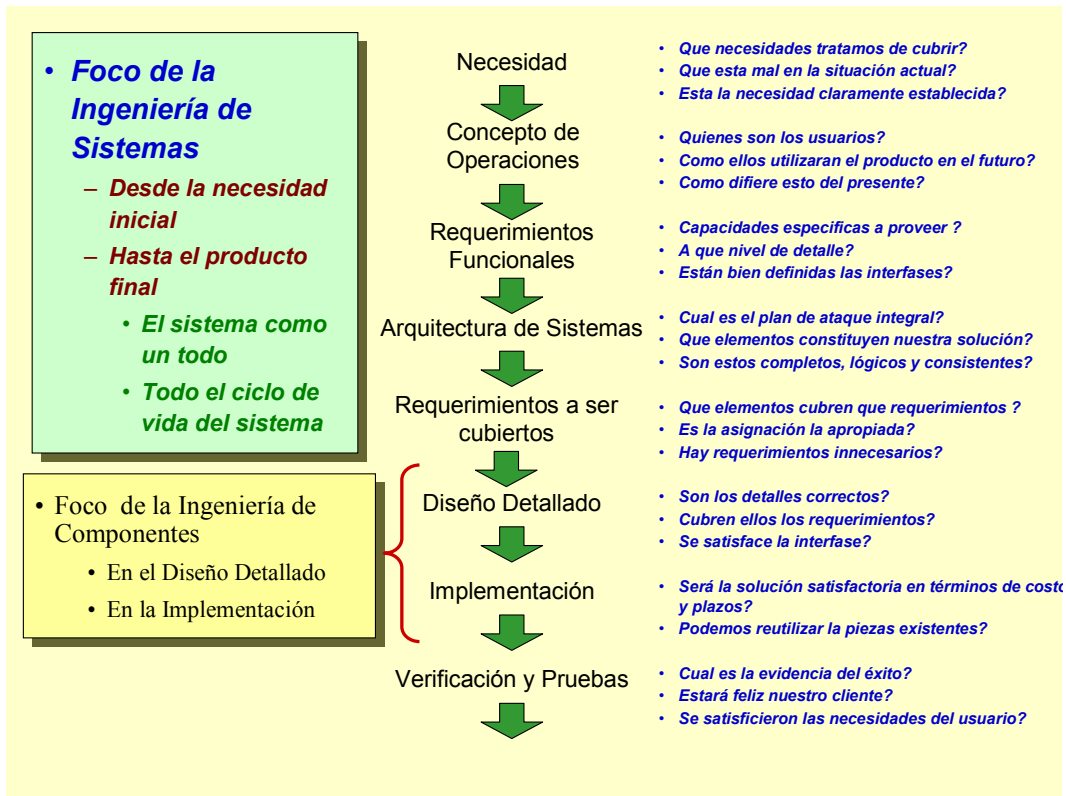 • Foco de la
Ingeniería de
Sistemas
– Desde la necesidad
inicial
– Hasta el producto
final
• El sistema como
un todo
• Todo el ciclo de
vida del sistema
• Foco de la Ingeniería de
Componentes
• En el Diseño Detallado
• En la Implementación
Necesidad
• Que necesidades tratamos de cubrir?
• Que esta mal en la situación actual?
• Esta la necesidad claramente establecida?
Concepto de
Operaciones
• Quienes son los usuarios?
• Como ellos utilizaran el producto en el futuro?
• Como difiere esto del presente?
Requerimientos
Funcionales
• Capacidades especificas a proveer ?
• A que nivel de detalle?
• Están bien definidas las interfases?
Arquitectura de Sistemas
• Cual es el plan de ataque integral?
• Que elementos constituyen nuestra solución?
• Son estos completos, lógicos y consistentes?
Requerimientos a ser
cubiertos
• Que elementos cubren que requerimientos ?
• Es la asignación la apropiada?
• Hay requerimientos innecesarios?
Diseño Detallado
• Son los detalles correctos?
• Cubren ellos los requerimientos?
• Se satisface la interfase?
Implementación
• Será la solución satisfactoria en términos de costo
y plazos?
• Podemos reutilizar la piezas existentes?
Verificación y Pruebas
• Cual es la evidencia del éxito?
• Estará feliz nuestro cliente?
• Se satisficieron las necesidades del usuario?